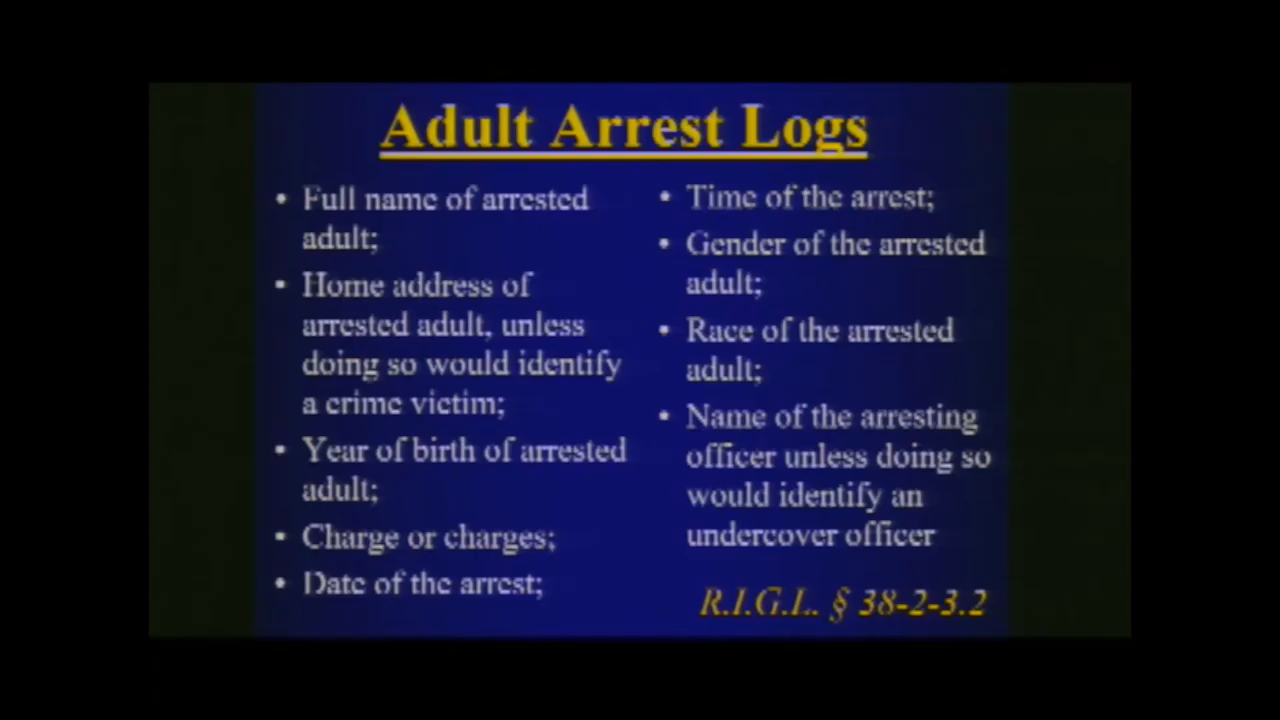 Adult Arrest Logs
• Full name of arrested
adult;
• Home address of
arrested adult, unless
doing so would identify
a crime victim;
• Year of birth of arrested
adult;
• Charge or charges;
• Date of the arrest;
• Time of the arrest;
• Gender of the arrested
adult;
• Race of the arrested
adult;
• Name of the arresting
officer unless doing so
would identify an
undercover officer
R.I.G.L. § 38-2-3.2